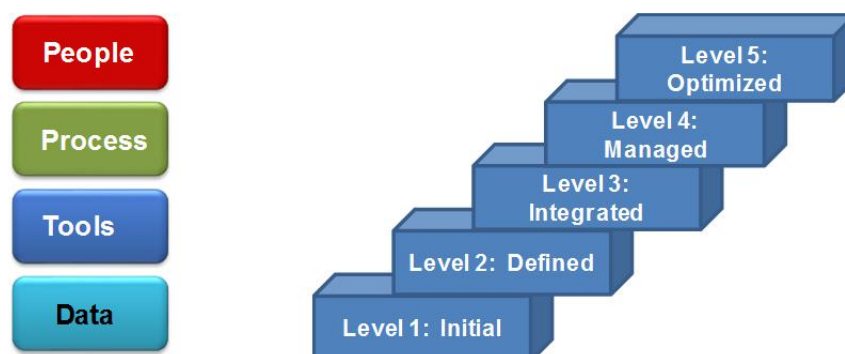 People
Process
Tools
Data
Level 5:
Optimized
Level 4:
Managed
Level 3:
Integrated
Level 2: Defined
Level 1: Initial